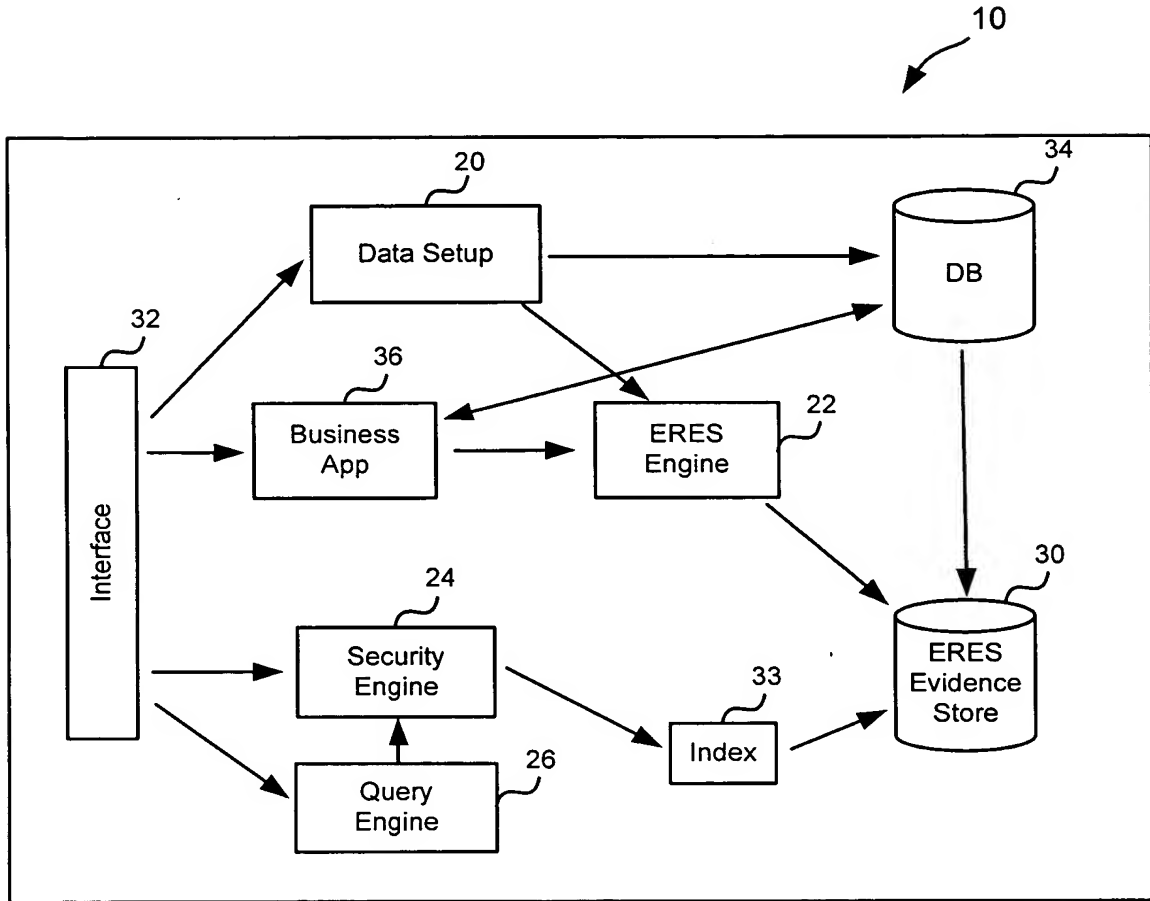 10
20
Data Setup
34
DB
32
Interface
36
Business
App
22
ERES
Engine
24
Security
Engine
26
Query
Engine
33
Index
30
ERES
Evidence
Store